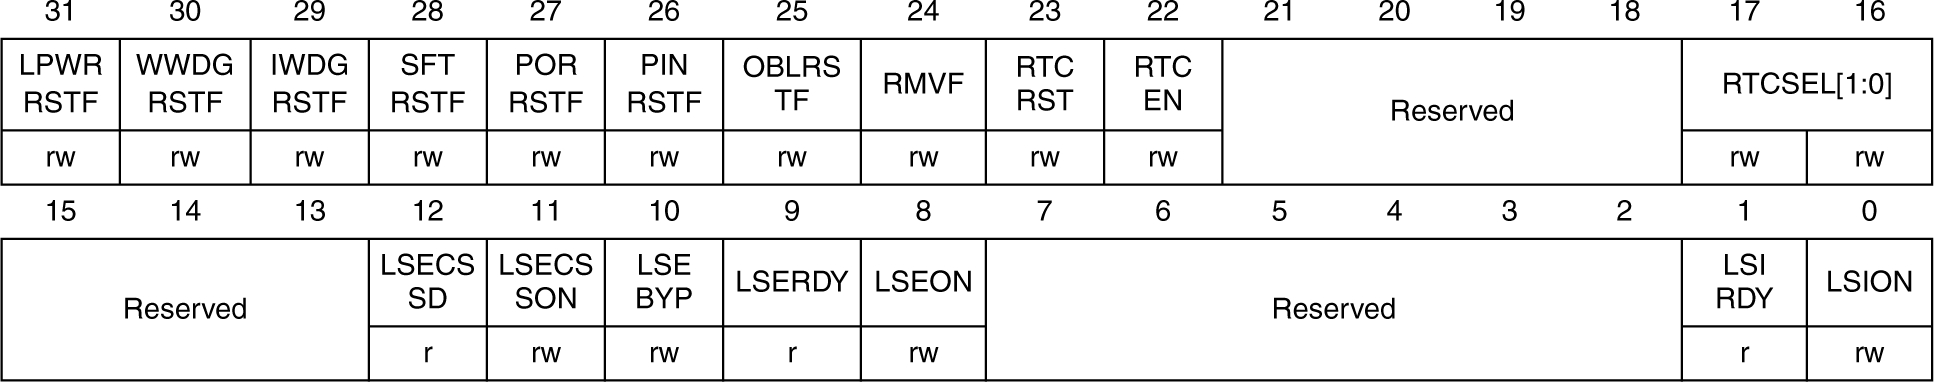 31 30 29 28 27 26 25 24 23 22 21 20 19 18 17 16
LPWR WWDG IWDG SFT POR PIN OBLRS RMVF RTC RTC Reserved RTCSEL[1:0]
RSTF RSTF RSTF RSTF RSTF RSTF TF RST EN
rw rw rw rw rw rw rw rw rw rw rw rw
15 14 13 12 11 10 9 8 7 6 5 4 3 2 1 0
Reserved LSECS LSECS LSE LSERDY LSEON Reserved LSI LSION
SD SON BYP RDY
r rw rw r rw r rw